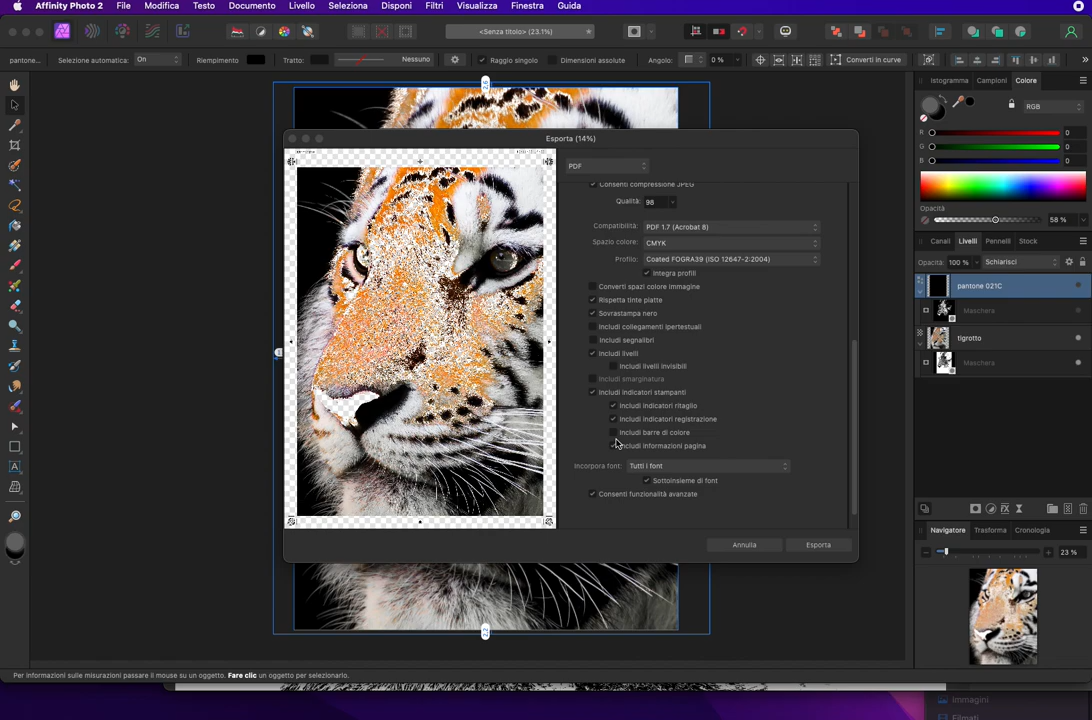 Affinity Photo 2 File Modifica Testo Documento Livello Seleziona Disponi Filtri Visualizza Finestra Guida
<Senza titolo> (23.1%)
pantone... Selezione automatica: On Riempimento Tratto: Nessuno Raggio singolo Dimensioni assolute Angolo: 0 % Converti in curve
Istogramma Campioni Colore
RGB
R 0
G 0
B 0
Opacità
58 %
Canali Livelli Pennelli Stock
Opacità: 100 % Schiarisci
pantone 021C
Maschera
tigrotto
Maschera
Navigatore Trasforma Cronologia
23 %
2,6
2,2
Esporta (14%)
PDF
Consenti compressione JPEG
Qualità: 98
Compatibilità: PDF 1.7 (Acrobat 8)
Spazio colore: CMYK
Profilo: Coated FOGRA39 (ISO 12647-2:2004)
Integra profili
Converti spazi colore immagine
Rispetta tinte piatte
Sovrastampa nero
Includi collegamenti ipertestuali
Includi segnalibri
Includi livelli
Includi livelli invisibili
Includi smarginatura
Includi indicatori stampanti
Includi indicatori ritaglio
Includi indicatori registrazione
Includi barre di colore
Includi informazioni pagina
Incorpora font: Tutti i font
Sottoinsieme di font
Consenti funzionalità avanzate
Annulla Esporta
Per informazioni sulle misurazioni passare il mouse su un oggetto. Fare clic un oggetto per selezionarlo.
Immagini
Filmati